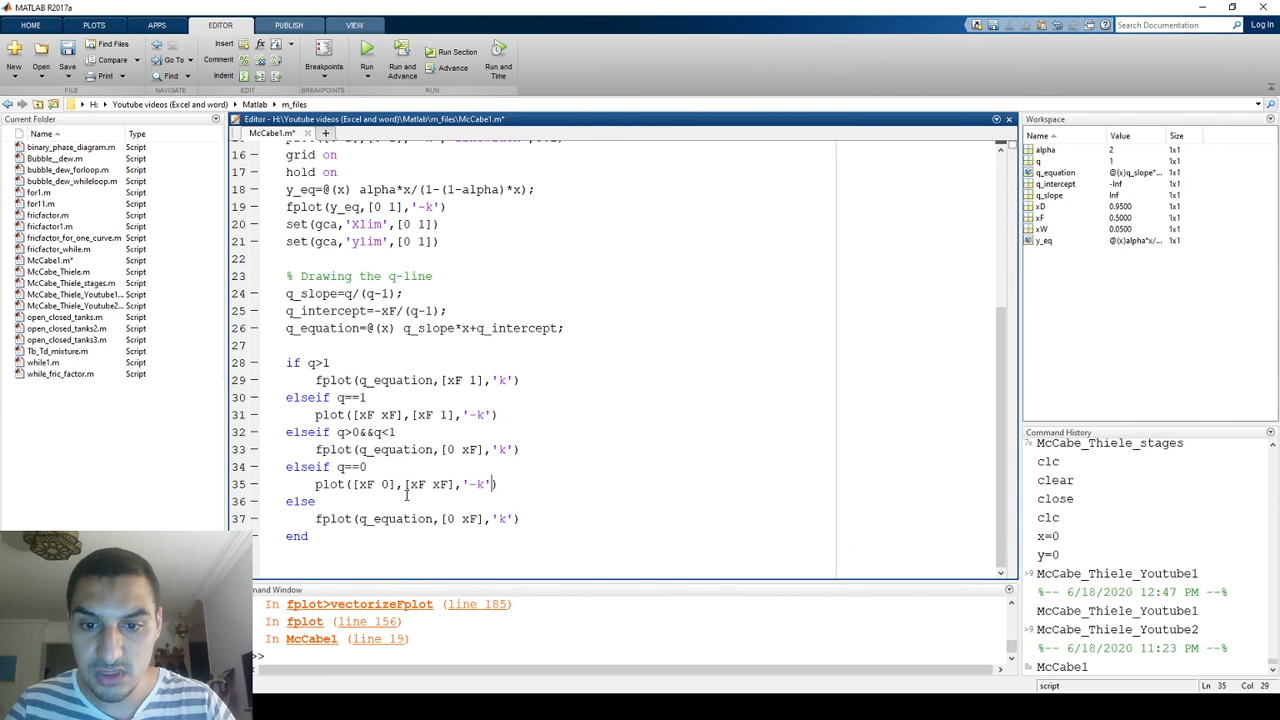 MATLAB R2017a
HOME PLOTS APPS EDITOR PUBLISH VIEW
Search Documentation Log In
New Open Save Find Files Compare Print
Go To Find
Insert Comment Indent
Breakpoints
Run Run and Advance Run Section Advance Run and Time
FILE NAVIGATE EDIT BREAKPOINTS RUN
H: Youtube videos (Excel and word) Matlab m_files
Current Folder
Name Type
binary_phase_diagram.m Script
Bubble__dew.m Script
bubble_dew_forloop.m Script
bubble_dew_whileloop.m Script
for1.m Script
for11.m Script
fricfactor.m Script
fricfactor1.m Script
fricfactor_for_one_curve.m Script
fricfactor_while.m Script
McCabe1.m* Script
McCabe_Thiele.m Script
McCabe_Thiele_stages.m Script
McCabe_Thiele_Youtube1... Script
McCabe_Thiele_Youtube2... Script
open_closed_tanks.m Script
open_closed_tanks2.m Script
open_closed_tanks3.m Script
Tb_Td_mixture.m Script
while1.m Script
while_fric_factor.m Script
Editor - H:\Youtube videos (Excel and word)\Matlab\m_files\McCabe1.m*
McCabe1.m*
16 grid on
17 hold on
18 y_eq=@(x) alpha*x/(1-(1-alpha)*x);
19 fplot(y_eq,[0 1],'-k')
20 set(gca,'Xlim',[0 1])
21 set(gca,'ylim',[0 1])
22
23 % Drawing the q-line
24 q_slope=q/(q-1);
25 q_intercept=-xF/(q-1);
26 q_equation=@(x) q_slope*x+q_intercept;
27
28 if q>1
29 fplot(q_equation,[xF 1],'k')
30 elseif q==1
31 plot([xF xF],[xF 1],'-k')
32 elseif q>0&&q<1
33 fplot(q_equation,[0 xF],'k')
34 elseif q==0
35 plot([xF 0],[xF xF],'-k')
36 else
37 fplot(q_equation,[0 xF],'k')
38 end
mand Window
In fplot>vectorizeFplot (line 185)
In fplot (line 156)
In McCabe1 (line 19)
>>
Workspace
Name Value Size
alpha 2 1x1
q 1 1x1
q_equation @(x)q_slope*... 1x1
q_intercept -Inf 1x1
q_slope Inf 1x1
xD 0.9500 1x1
xF 0.5000 1x1
xW 0.0500 1x1
y_eq @(x)alpha*x/... 1x1
Command History
7x McCabe_Thiele_stages
clc
clear
close
clc
x=0
y=0
9 McCabe_Thiele_Youtube1
%-- 6/18/2020 12:47 PM --%
McCabe_Thiele_Youtube1
9 McCabe_Thiele_Youtube2
%-- 6/18/2020 11:23 PM --%
8x McCabe1
script Ln 35 Col 29